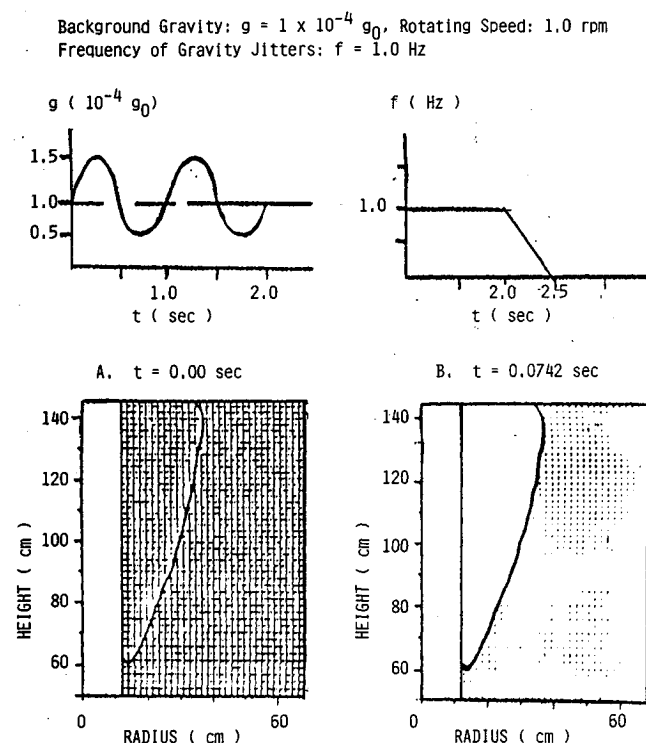 Background Gravity: g = 1 x 10⁻⁴ g₀, Rotating Speed: 1.0 rpm
Frequency of Gravity Jitters: f = 1.0 Hz
g ( 10⁻⁴ g₀)
f ( Hz )
1.5
1.0
0.5
1.0
1.0 2.0
2.0 2.5
t ( sec )
t ( sec )
A. t = 0.00 sec
B. t = 0.0742 sec
140
120
100
80
60
HEIGHT ( cm )
0 60
RADIUS ( cm )
140
120
100
80
60
HEIGHT ( cm )
0 60
RADIUS ( cm )